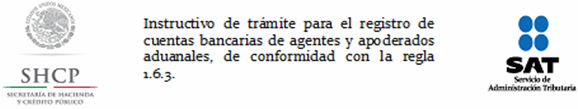 Instructivo de trámite para el registro de
cuentas bancarias de agentes y apoderados
aduanales, de conformidad con la regla
1.6.3.
SHCP
SECRETARÍA DE HACIENDA
Y CRÉDITO PÚBLICO
SAT
Servicio de
Administración Tributaria